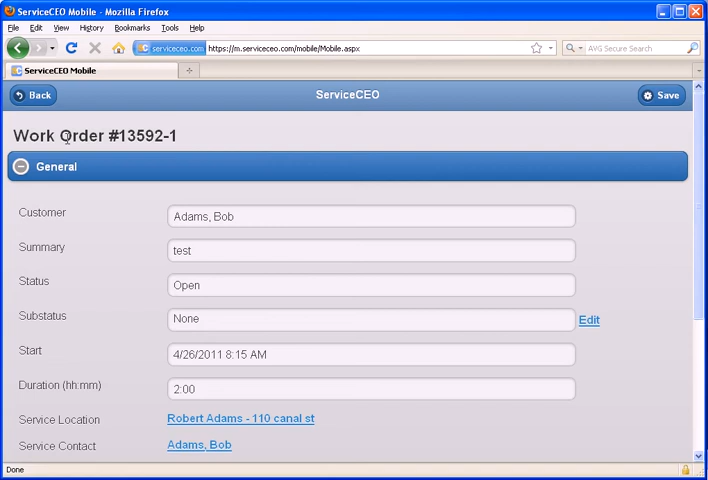 ServiceCEO Mobile - Mozilla Firefox
File Edit View History Bookmarks Tools Help
serviceceo.com https://m.serviceceo.com/mobile/Mobile.aspx AVG Secure Search
ServiceCEO Mobile
Back ServiceCEO Save
Work Order #13592-1
General
Customer Adams, Bob
Summary test
Status Open
Substatus None Edit
Start 4/26/2011 8:15 AM
Duration (hh:mm) 2:00
Service Location Robert Adams - 110 canal st
Service Contact Adams, Bob
Done